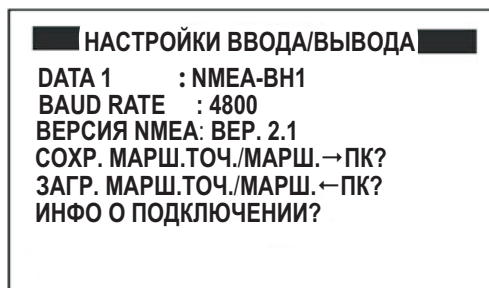 НАСТРОЙКИ ВВОДА/ВЫВОДА
DATA 1 : NMEA-ВН1
BAUD RATE : 4800
ВЕРСИЯ NMEA: ВЕР. 2.1
СОХР. МАРШ.ТОЧ./МАРШ.→ПК?
ЗАГР. МАРШ.ТОЧ./МАРШ.←ПК?
ИНФО О ПОДКЛЮЧЕНИИ?